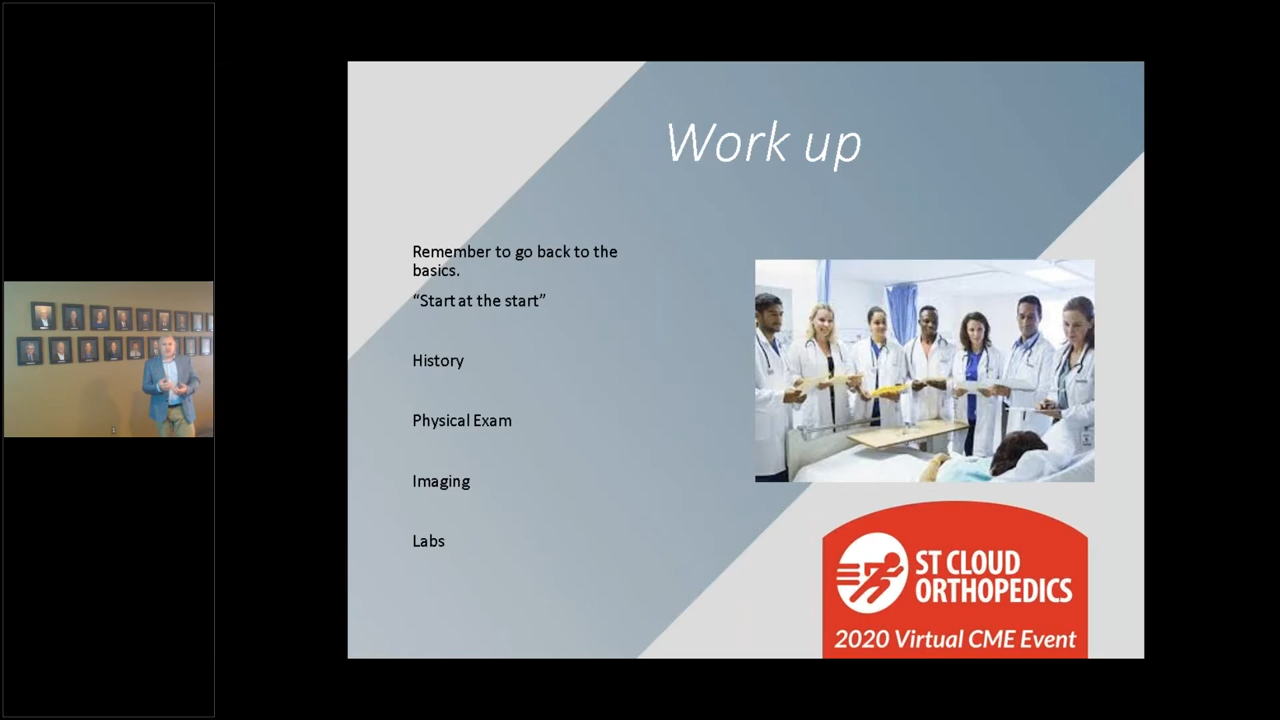 Work up
Remember to go back to the
basics.
“Start at the start”
History
Physical Exam
Imaging
Labs
ST CLOUD
ORTHOPEDICS
2020 Virtual CME Event